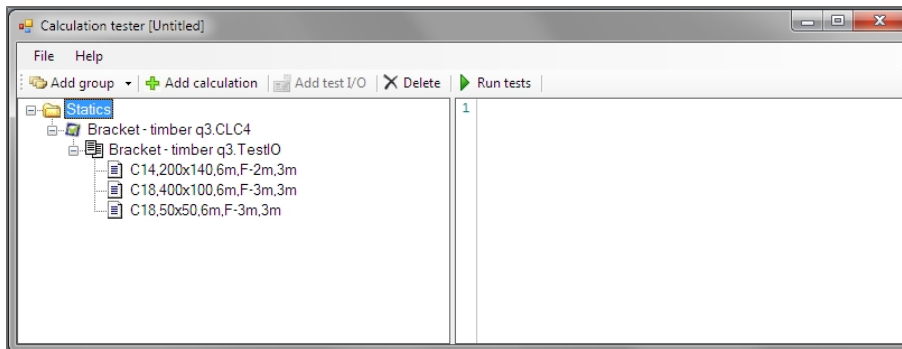 Calculation tester [Untitled]
File Help
Add group Add calculation Add test I/O Delete Run tests
Statics
Bracket - timber q3.CLC4
Bracket - timber q3.TestIO
C14,200x140,6m,F-2m,3m
C18,400x100,6m,F-3m,3m
C18,50x50,6m,F-3m,3m
1